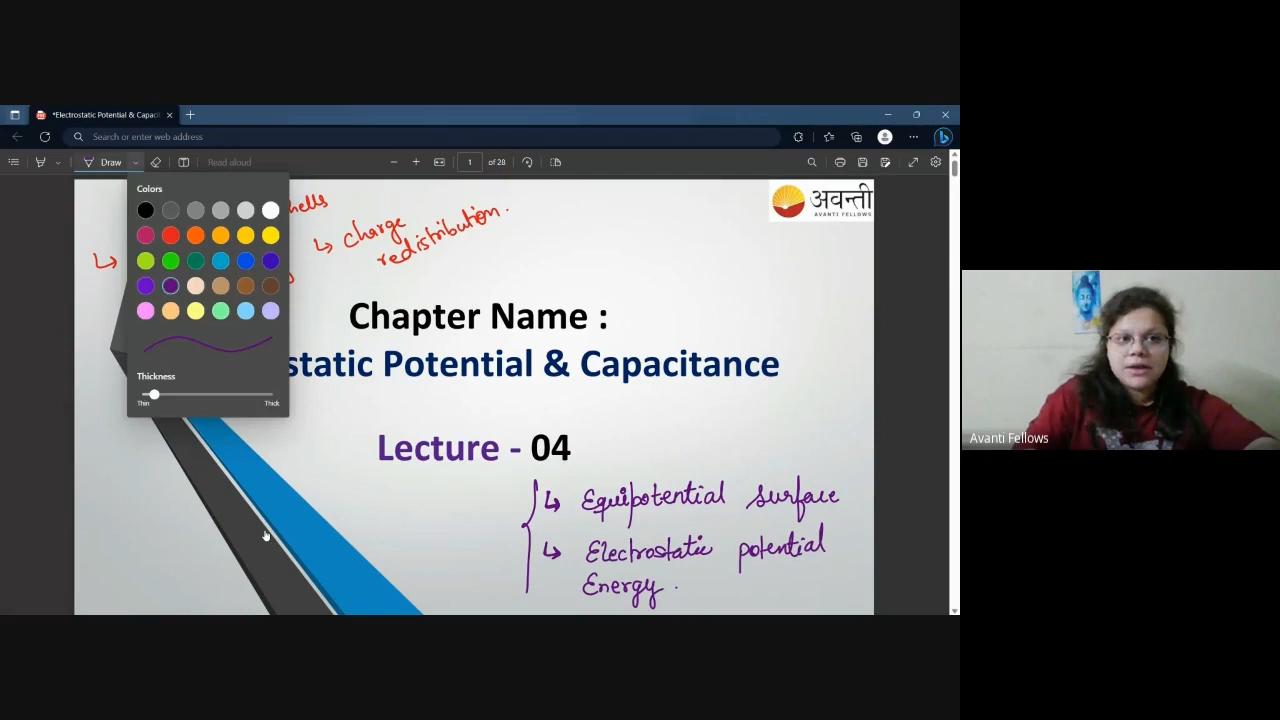 *Electrostatic Potential & Capacit
Search or enter web address
Draw
Read aloud
1 of 28
Colors
Thickness
Thin Thick
hells
↳ charge
redistribution.
↳
अवन्ती
AVANTI FELLOWS
Chapter Name :
static Potential & Capacitance
Lecture - 04
↳ Equipotential surface
↳ Electrostatic potential
Energy.
Avanti Fellows